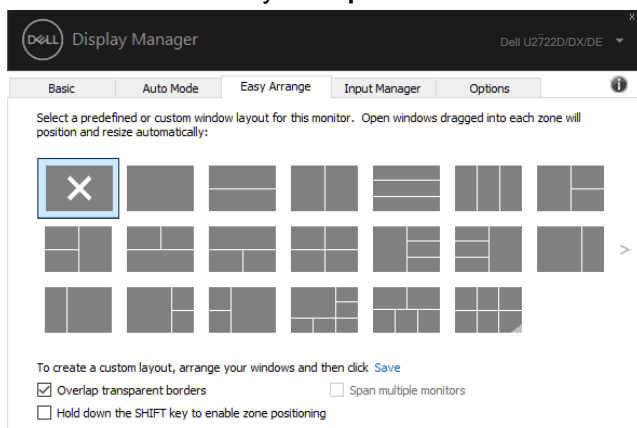 DELL Display Manager
Dell U2722D/DX/DE
Basic Auto Mode Easy Arrange Input Manager Options
Select a predefined or custom window layout for this monitor. Open windows dragged into each zone will
position and resize automatically:
To create a custom layout, arrange your windows and then click Save
Overlap transparent borders
Span multiple monitors
Hold down the SHIFT key to enable zone positioning